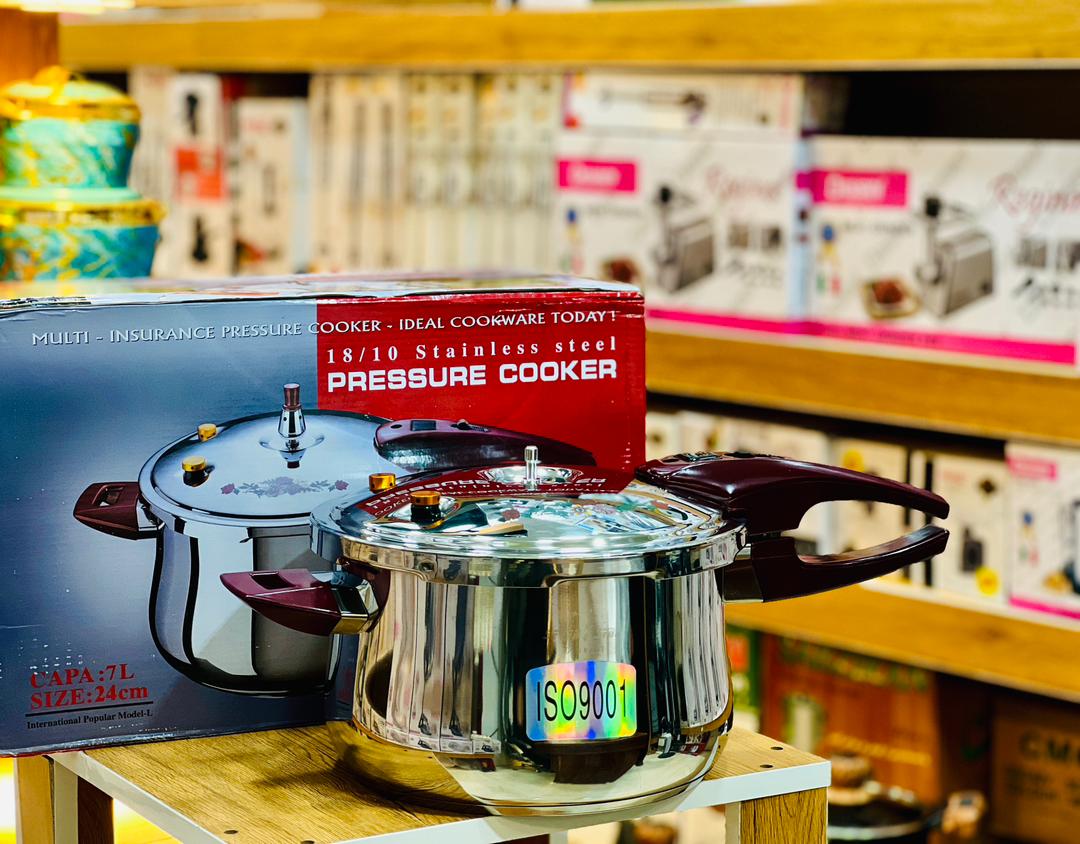 MULTI - INSURANCE PRESSURE COOKER - IDEAL COOKWARE TODAY!
18/10 Stainless steel
PRESSURE COOKER
CAPA:7L
SIZE:24cm
International Popular Model-L
ISO9001